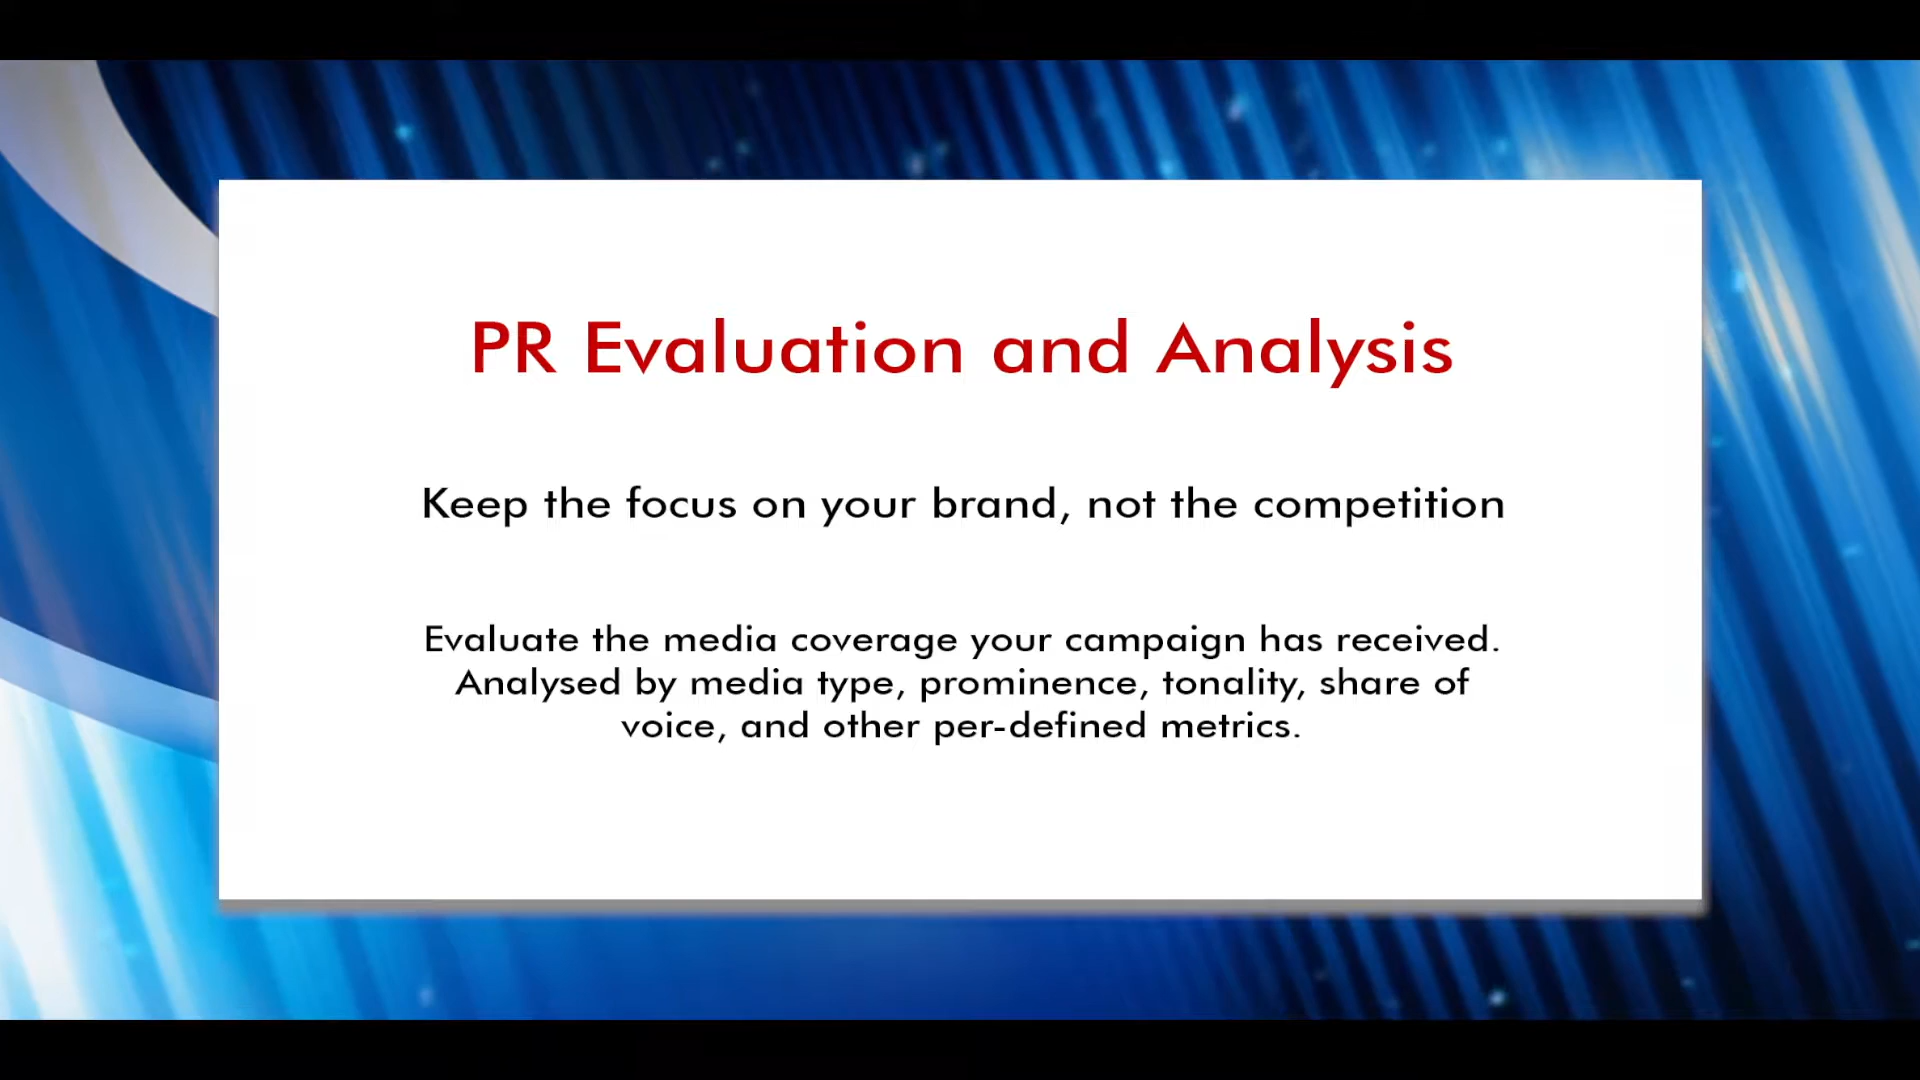 PR Evaluation and Analysis
Keep the focus on your brand, not the competition
Evaluate the media coverage your campaign has received.
Analysed by media type, prominence, tonality, share of
voice, and other per-defined metrics.